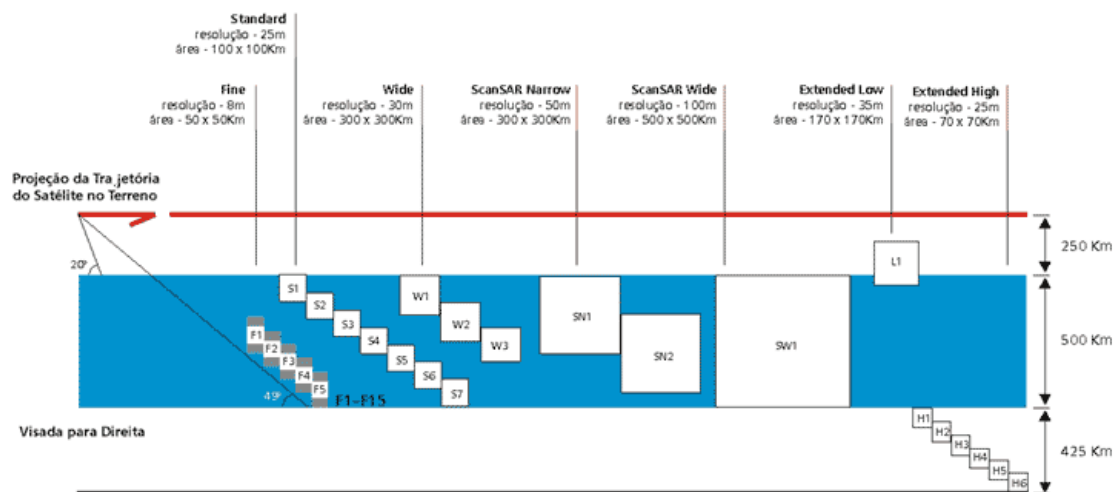 Standard
resolução - 25m
área - 100 x 100Km
Fine
resolução - 8m
área - 50 x 50Km
Wide
resolução - 30m
área - 300 x 300Km
ScanSAR Narrow
resolução - 50m
área - 300 x 300Km
ScanSAR Wide
resolução - 100m
área - 500 x 500Km
Extended Low
resolução - 35m
área - 170 x 170Km
Extended High
resolução - 25m
área - 70 x 70Km
Projeção da Trajetória
do Satélite no Terreno
20º
49º
F1
F2
F3
F4
F5
F1-F15
S1
S2
S3
S4
S5
S6
S7
W1
W2
W3
SN1
SN2
SW1
L1
H1
H2
H3
H4
H5
H6
250 Km
500 Km
425 Km
Visada para Direita